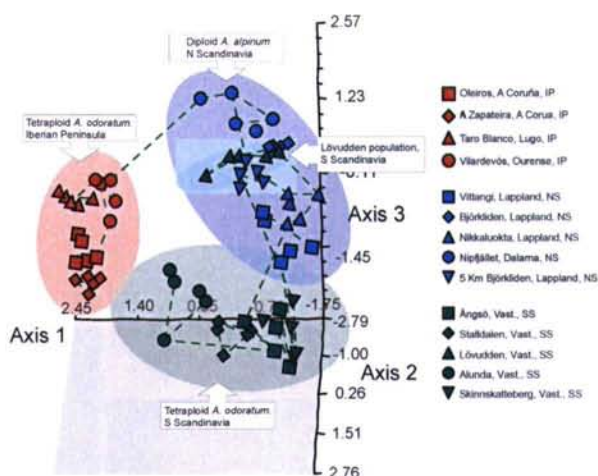 2.57
Diploid A. alpinum
N Scandinavia
1.23
Tetraploid A. odoratum
Iberian Peninsula
Lövudden population,
S Scandinavia
-0.11
Axis 3
-1.45
2.45
1.40
-1.75
-2.79
Axis 1
-1.00
Axis 2
0.26
Tetraploid A. odoratum
S Scandinavia
1.51
2.76
Oleiros, A Coruña, IP
A Zapateira, A Corua, IP
Taro Blanco, Lugo, IP
Vilardevós, Ourense, IP
Vittangi, Lappland, NS
Björkliden, Lappland, NS
Nikkaluokta, Lappland, NS
Nipfjället, Dalarna, NS
5 Km Björkliden, Lappland, NS
Ängsö, Vast., SS
Stalldalen, Vast., SS
Lövudden, Vast., SS
Alunda, Vast., SS
Skinnskatteberg, Vast., SS